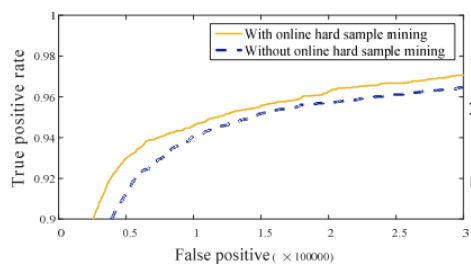 1
With online hard sample mining
Without online hard sample mining
0.98
0.96
0.94
0.92
0.9
True positive rate
0 0.5 1 1.5 2 2.5 3
False positive ( ×100000)